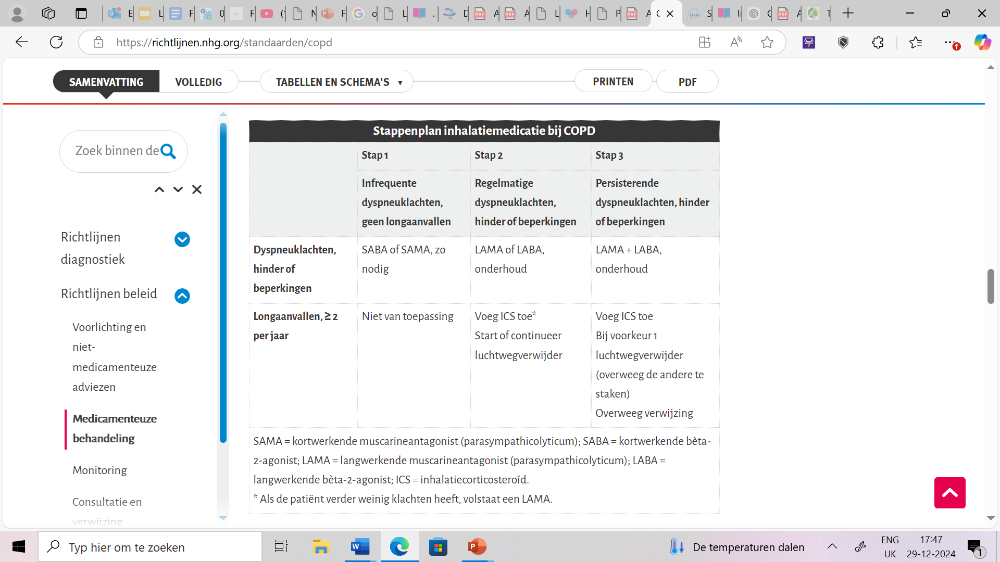 https://richtlijnen.nhg.org/standaarden/copd
SAMENVATTING
VOLLEDIG
TABELLEN EN SCHEMA'S ▼
PRINTEN
PDF
Zoek binnen de
Richtlijnen
diagnostiek
Richtlijnen beleid
Voorlichting en
niet-
medicamenteuze
adviezen
Medicamenteuze
behandeling
Monitoring
Consultatie en
verwijzing
Stappenplan inhalatiemedicatie bij COPD
Stap 1
Stap 2
Stap 3
Infrequente
dyspneuklachten,
geen longaanvallen
Regelmatige
dyspneuklachten,
hinder of beperkingen
Persisterende
dyspneuklachten, hinder
of beperkingen
Dyspneuklachten,
hinder of
beperkingen
SABA of SAMA, zo
nodig
LAMA of LABA,
onderhoud
LAMA + LABA,
onderhoud
Longaanvallen, ≥ 2
per jaar
Niet van toepassing
Voeg ICS toe*
Start of continueer
luchtwegverwijder
Voeg ICS toe
Bij voorkeur 1
luchtwegverwijder
(overweeg de andere te
staken)
Overweeg verwijzing
SAMA = kortwerkende muscarineantagonist (parasympathicolyticum); SABA = kortwerkende bèta-
2-agonist; LAMA = langwerkende muscarineantagonist (parasympathicolyticum); LABA =
langwerkende bèta-2-agonist; ICS = inhalatiecorticosteroïd.
* Als de patiënt verder weinig klachten heeft, volstaat een LAMA.
Typ hier om te zoeken
De temperaturen dalen
ENG
UK
17:47
29-12-2024
1